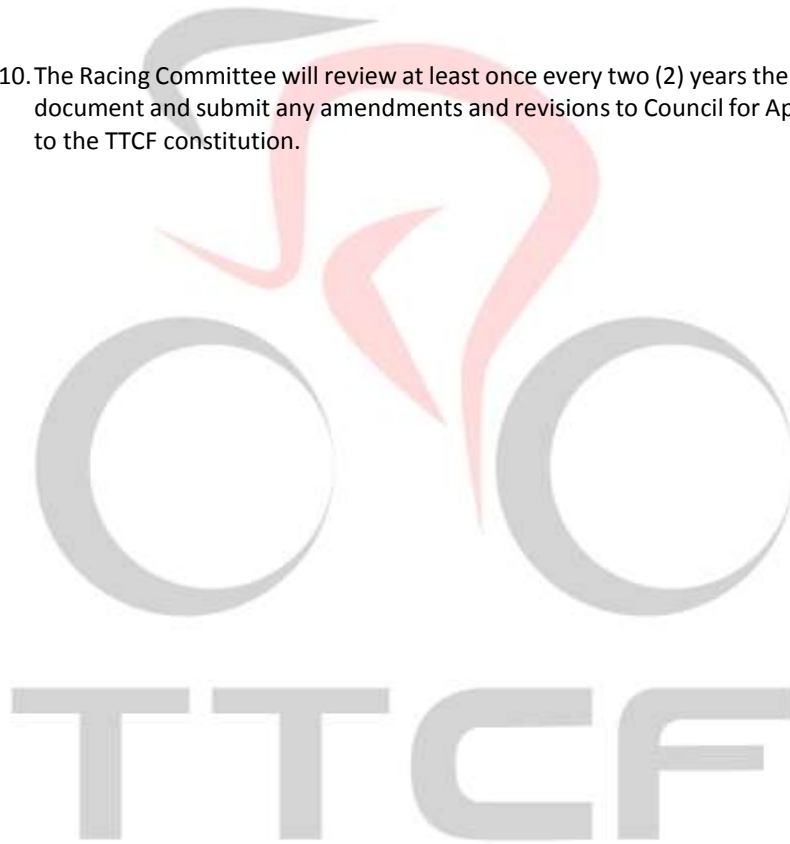 10. The Racing Committee will review at least once every two (2) years the
document and submit any amendments and revisions to Council for
to the TTCF constitution.
TTCF